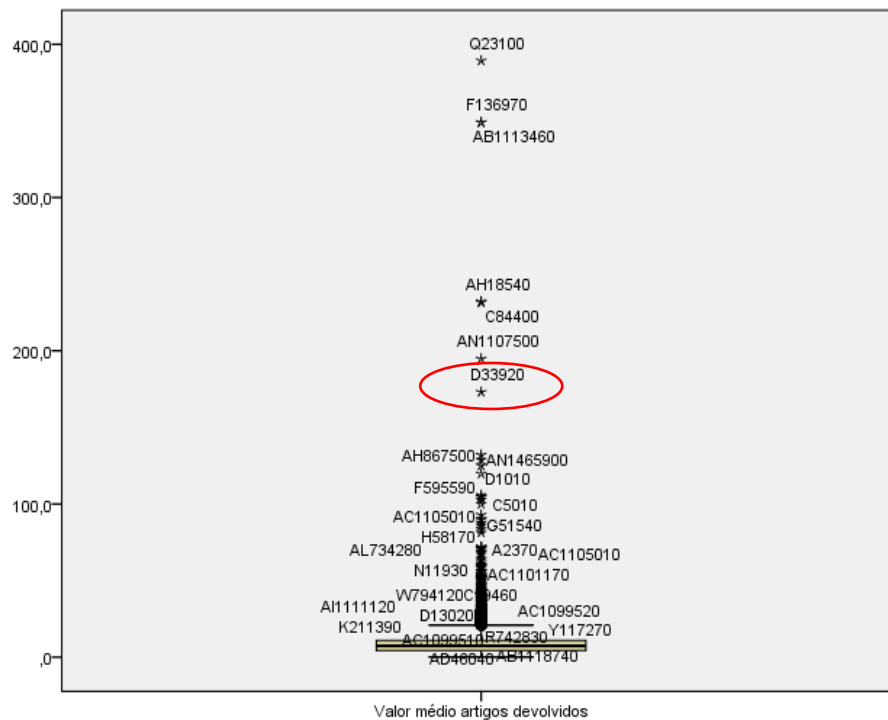 400,0
Q23100
F136970
AB1113460
300,0
AH18540
C84400
AN1107500
200,0
D33920
AH867500
AN1465900
D1010
F595590
C5010
100,0
AC1105010
G51540
H58170
AL734280
A2370
AC1105010
N11930
AC1101170
AI1111120
D13020
AC1099520
K211390
Y117270
AC1099510
R742830
,0
AD46040
AB1118740
Valor médio artigos devolvidos